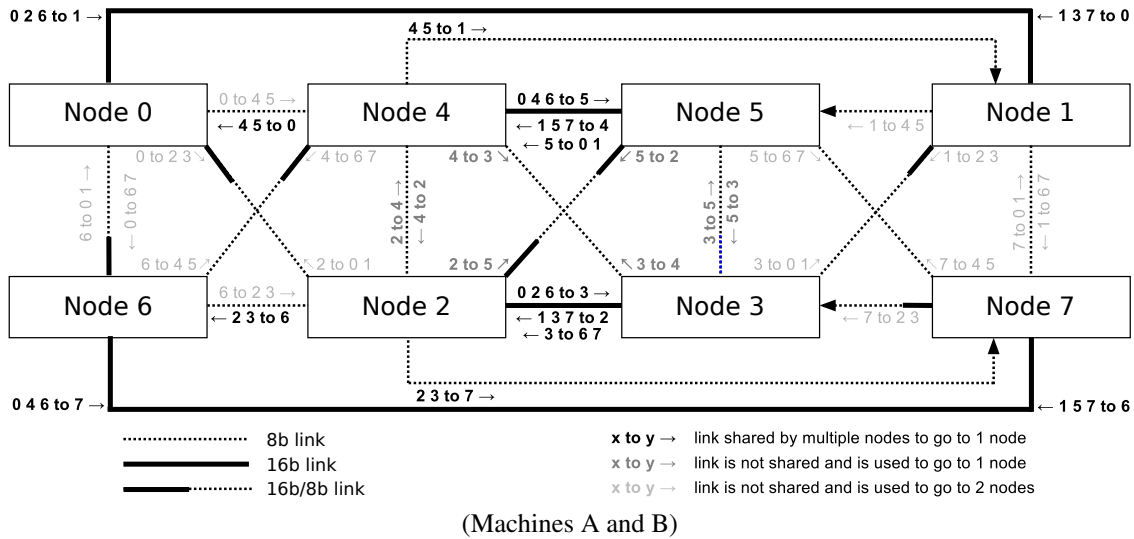 0 2 6 to 1 →
← 1 3 7 to 0
4 5 to 1 →
Node 0
0 to 4 5 →
← 4 5 to 0
Node 4
0 4 6 to 5 →
← 1 5 7 to 4
← 5 to 0 1
Node 5
← 1 to 4 5
Node 1
0 to 2 3 ↘
↙ 4 to 6 7
4 to 3 ↘
↙ 5 to 2
5 to 6 7 ↘
↙ 1 to 2 3
6 to 0 1 →
← 0 to 6 7
2 to 4 →
← 4 to 2
3 to 5 →
← 5 to 3
7 to 0 1 →
← 1 to 6 7
6 to 4 5 ↗
↖ 2 to 0 1
2 to 5 ↗
↖ 3 to 4
3 to 0 1 ↗
↖ 7 to 4 5
Node 6
6 to 2 3 →
← 2 3 to 6
Node 2
0 2 6 to 3 →
← 1 3 7 to 2
← 3 to 6 7
Node 3
← 7 to 2 3
Node 7
2 3 to 7 →
0 4 6 to 7 →
← 1 5 7 to 6
8b link
16b link
16b/8b link
x to y → link shared by multiple nodes to go to 1 node
x to y → link is not shared and is used to go to 1 node
x to y → link is not shared and is used to go to 2 nodes
(Machines A and B)